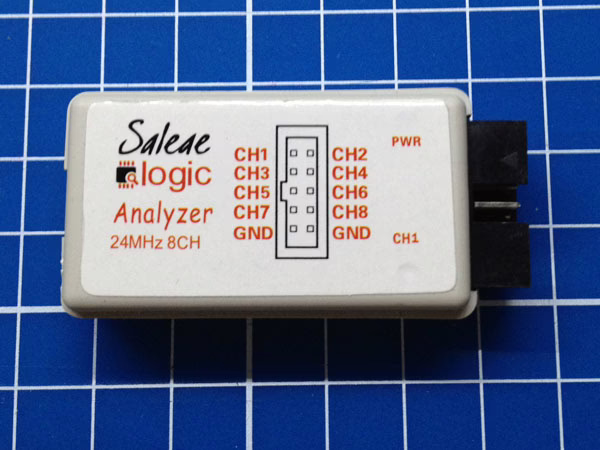 Saleae
logic
Analyzer
24MHz 8CH
CH1 CH2
CH3 CH4
CH5 CH6
CH7 CH8
GND GND
PWR
CH1